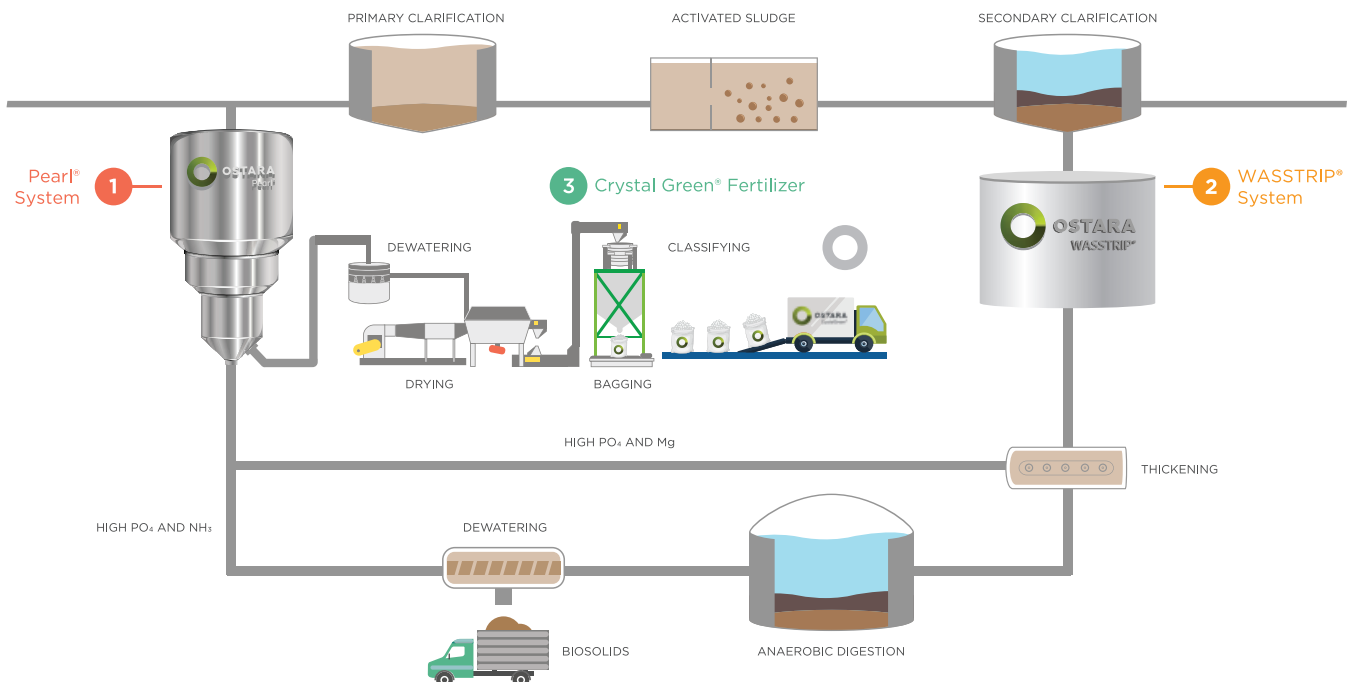 PRIMARY CLARIFICATION
ACTIVATED SLUDGE
SECONDARY CLARIFICATION
Pearl®
System
1
OSTARA
Pearl
3 Crystal Green® Fertilizer
2
WASSTRIP®
System
OSTARA
WASSTRIP®
DEWATERING
CLASSIFYING
OSTARA
DRYING
BAGGING
HIGH PO₄ AND Mg
THICKENING
HIGH PO₄ AND NH₃
DEWATERING
BIOSOLIDS
ANAEROBIC DIGESTION